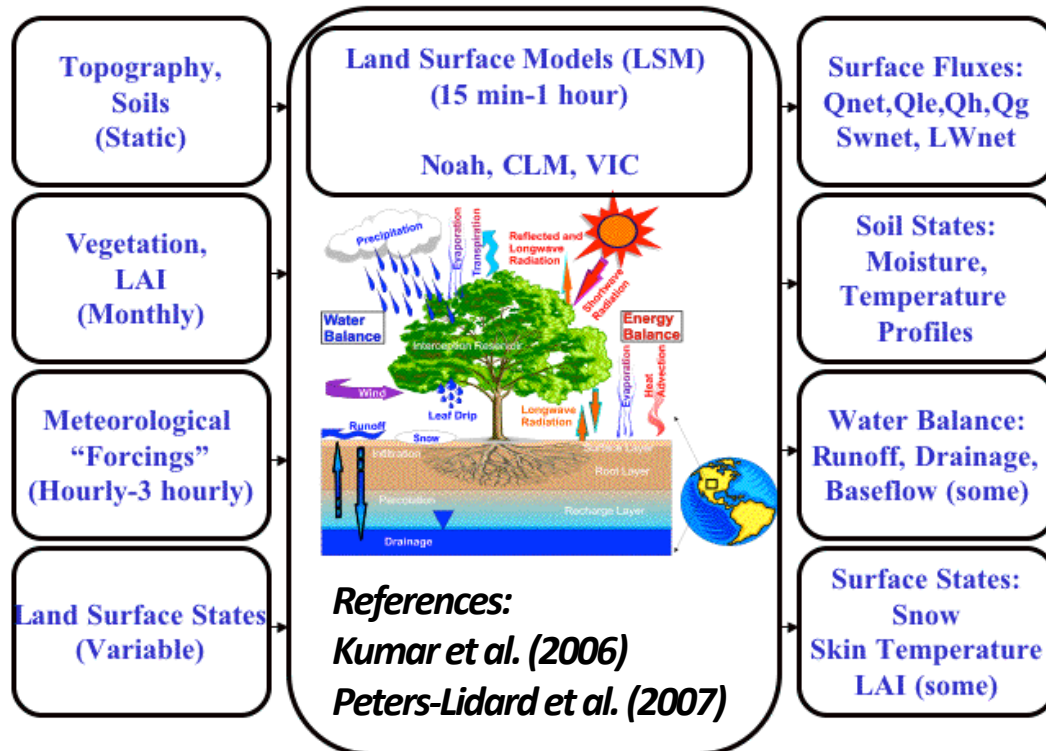 Topography,
Soils
(Static)
Vegetation,
LAI
(Monthly)
Meteorological
“Forcings”
(Hourly-3 hourly)
Land Surface States
(Variable)
Land Surface Models (LSM)
(15 min-1 hour)
Noah, CLM, VIC
Precipitation
Evaporation
Transpiration
Reflected and
Longwave
Radiation
Shortwave
Radiation
Water
Balance
Interception Reservoir
Energy
Balance
Wind
Leaf Drip
Longwave
Radiation
Evaporation
Heat
Advection
Runoff
Snow
Infiltration
Surface Layer
Root Layer
Percolation
Recharge Layer
Drainage
References:
Kumar et al. (2006)
Peters-Lidard et al. (2007)
Surface Fluxes:
Qnet,Qle,Qh,Qg
Swnet, LWnet
Soil States:
Moisture,
Temperature
Profiles
Water Balance:
Runoff, Drainage,
Baseflow (some)
Surface States:
Snow
Skin Temperature
LAI (some)